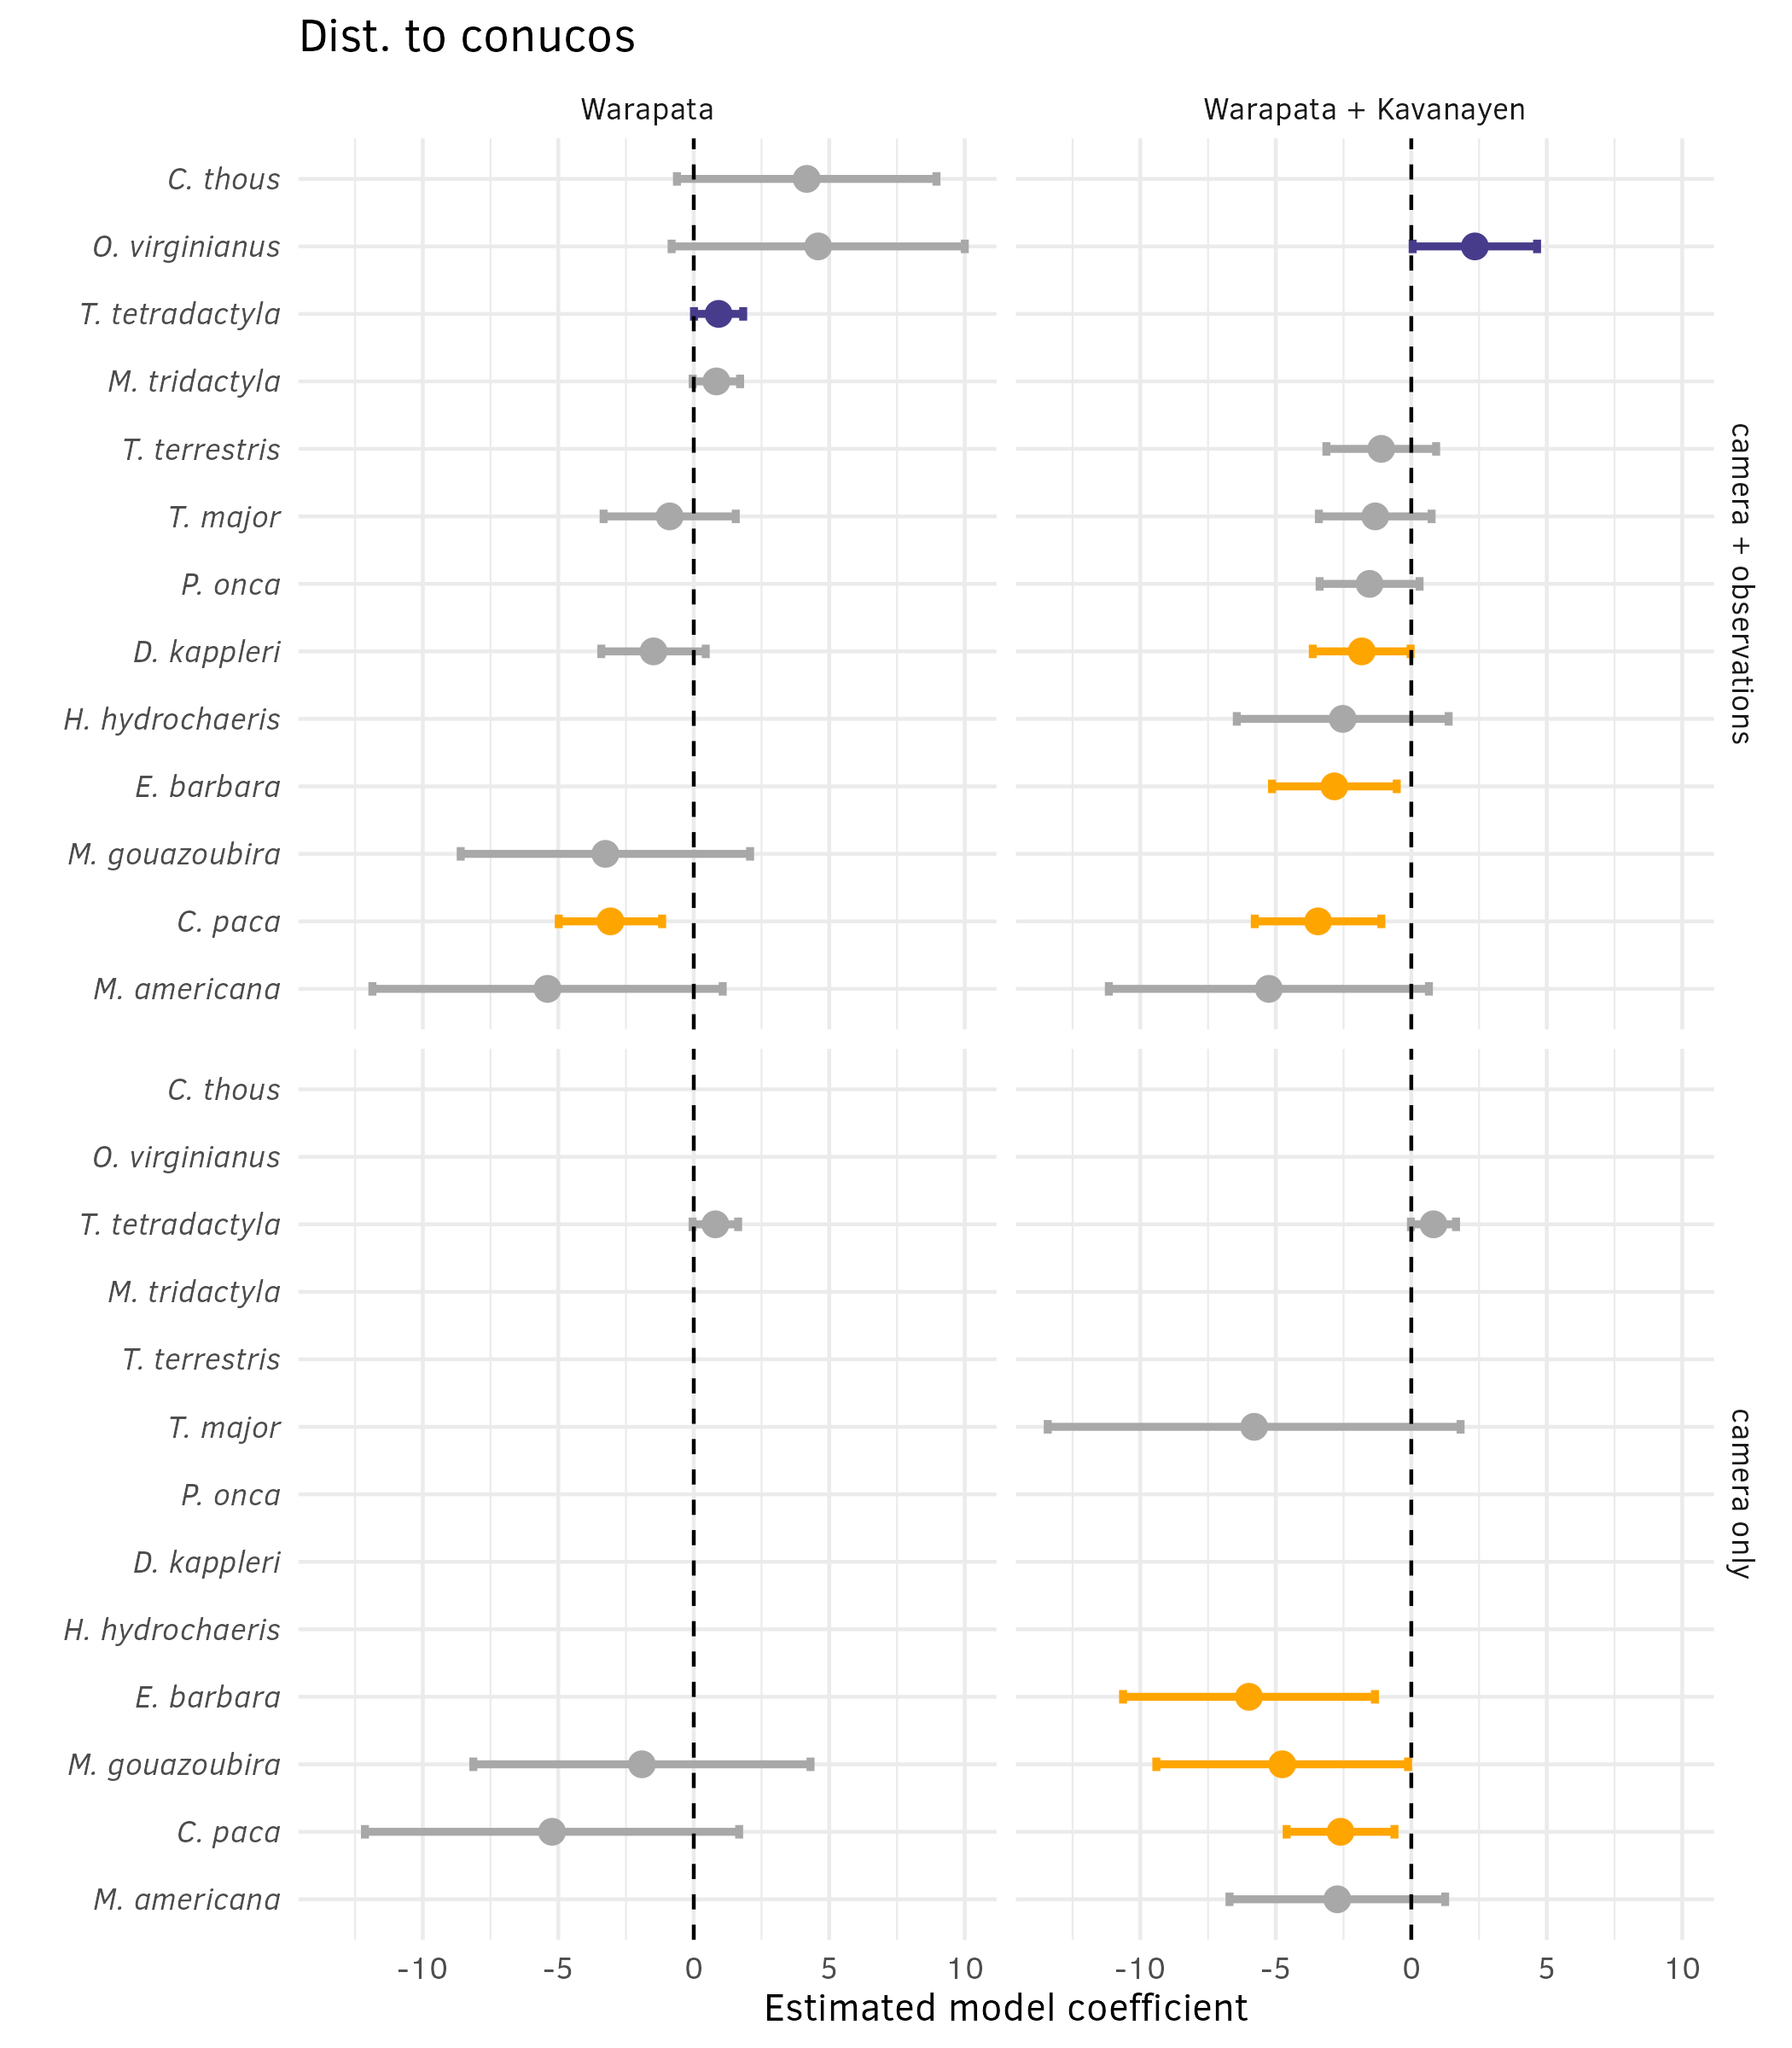 Dist. to conucos
Warapata
Warapata + Kavanayen
C. thous
O. virginianus
T. tetradactyla
M. tridactyla
T. terrestris
T. major
P. onca
D. kappleri
H. hydrochaeris
E. barbara
M. gouazoubira
C. paca
M. americana
camera + observations
C. thous
O. virginianus
T. tetradactyla
M. tridactyla
T. terrestris
T. major
P. onca
D. kappleri
H. hydrochaeris
E. barbara
M. gouazoubira
C. paca
M. americana
camera only
-10 -5 0 5 10
-10 -5 0 5 10
Estimated model coefficient